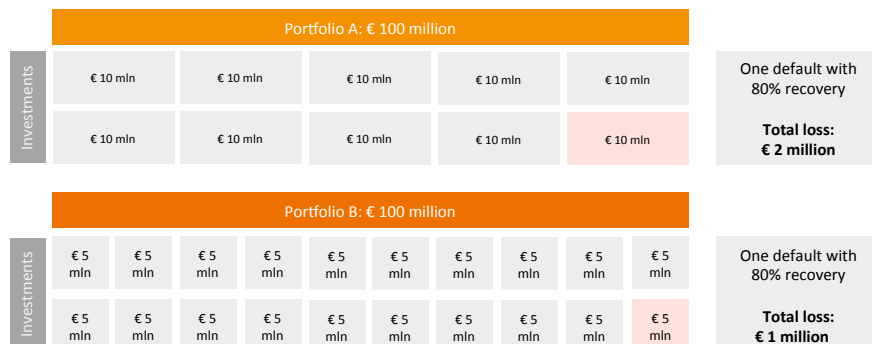 Portfolio A: € 100 million
Investments
€ 10 mln € 10 mln € 10 mln € 10 mln € 10 mln
€ 10 mln € 10 mln € 10 mln € 10 mln € 10 mln
One default with
80% recovery
Total loss:
€ 2 million
Portfolio B: € 100 million
Investments
€ 5 € 5 € 5 € 5 € 5 € 5 € 5 € 5 € 5 € 5
mln mln mln mln mln mln mln mln mln mln
€ 5 € 5 € 5 € 5 € 5 € 5 € 5 € 5 € 5 € 5
mln mln mln mln mln mln mln mln mln mln
One default with
80% recovery
Total loss:
€ 1 million